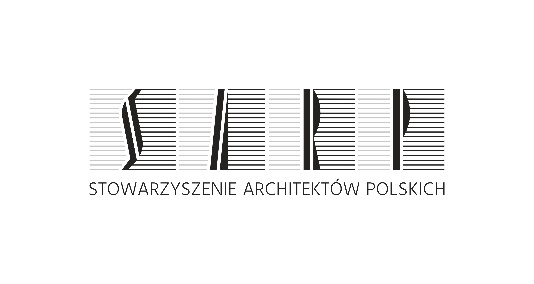 SARP
STOWARZYSZENIE ARCHITEKTÓW POLSKICH